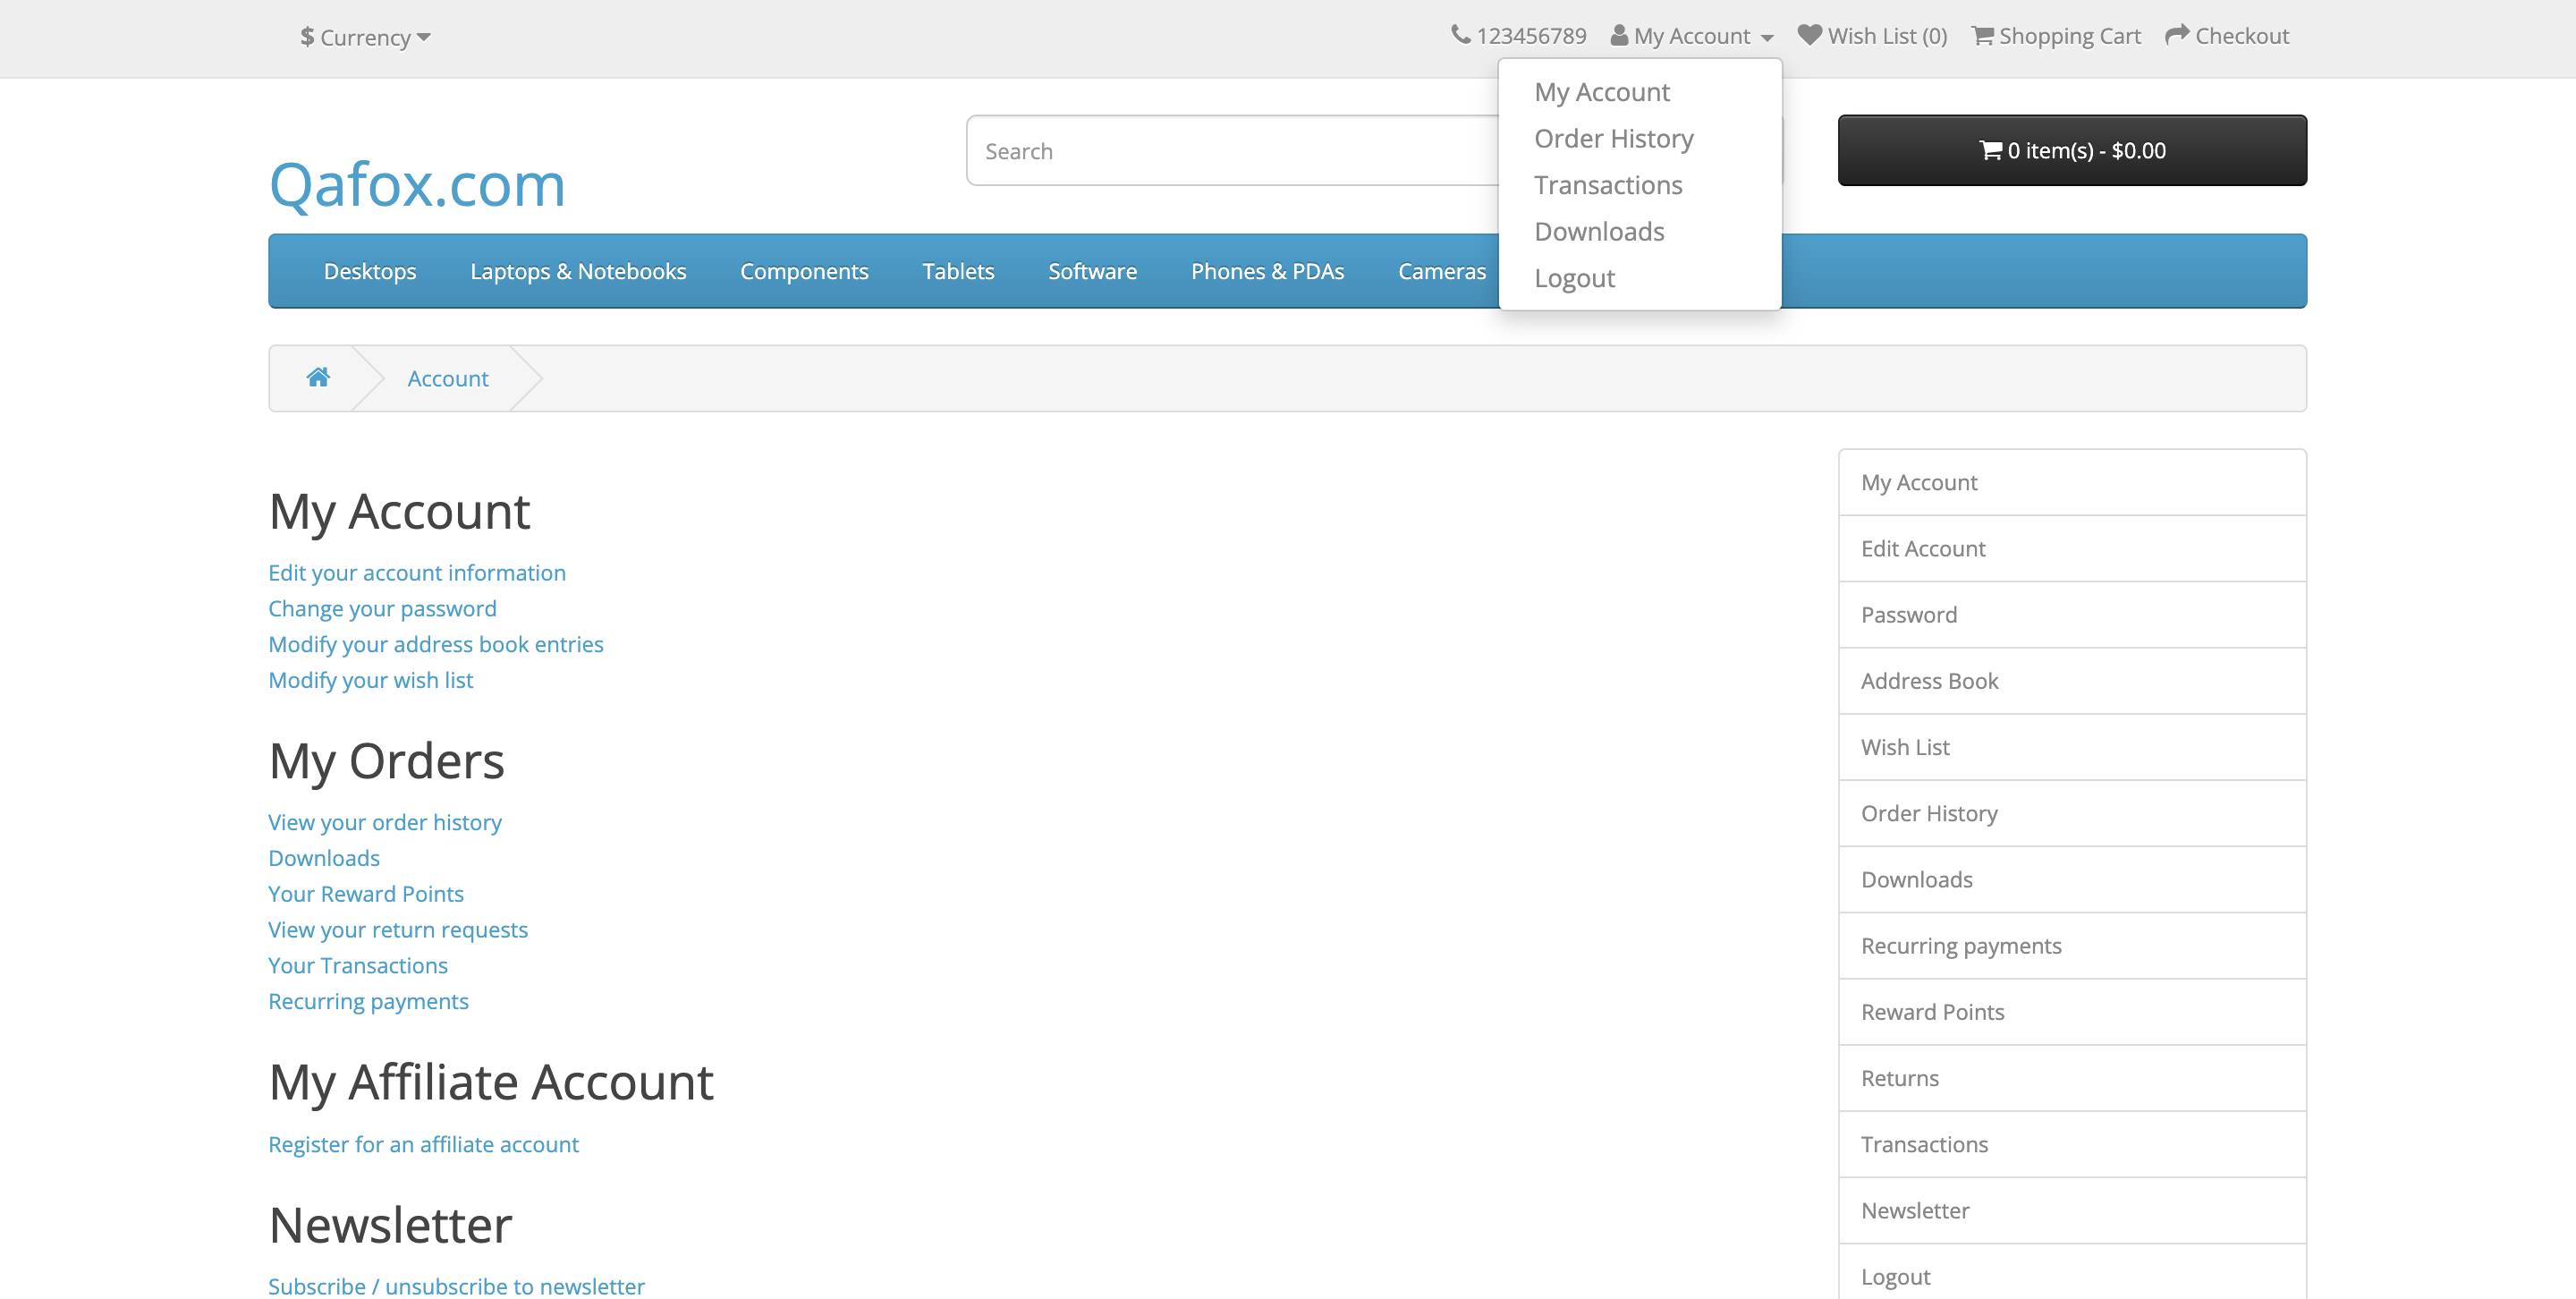 $ Currency
123456789 My Account Wish List (0) Shopping Cart Checkout
My Account
Order History
Transactions
Downloads
Logout
Qafox.com
Search
0 item(s) - $0.00
Desktops Laptops & Notebooks Components Tablets Software Phones & PDAs Cameras
Account
My Account
Edit your account information
Change your password
Modify your address book entries
Modify your wish list
My Orders
View your order history
Downloads
Your Reward Points
View your return requests
Your Transactions
Recurring payments
My Affiliate Account
Register for an affiliate account
Newsletter
Subscribe / unsubscribe to newsletter
My Account
Edit Account
Password
Address Book
Wish List
Order History
Downloads
Recurring payments
Reward Points
Returns
Transactions
Newsletter
Logout